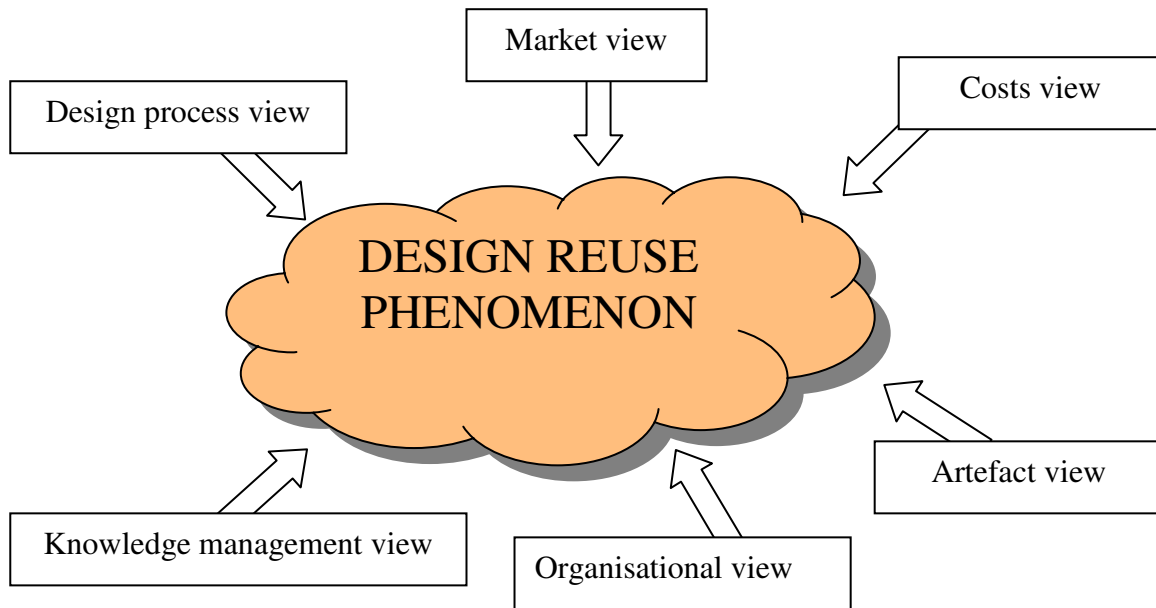 Market view
Costs view
Design process view
DESIGN REUSE
PHENOMENON
Artefact view
Knowledge management view
Organisational view